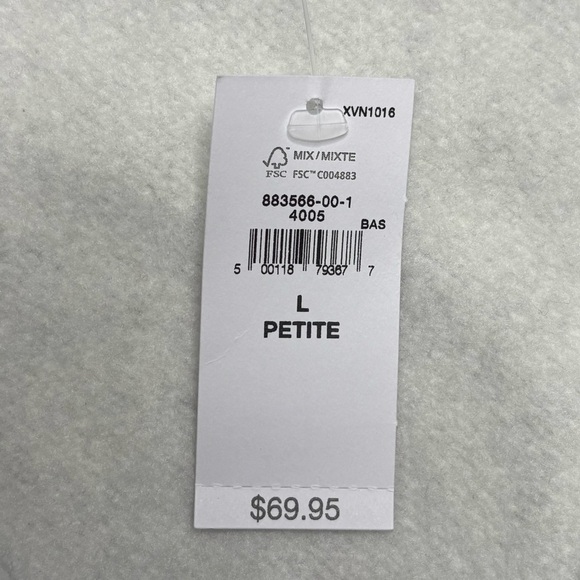 XVN1016
MIX/MIXTE
FSC FSC™ C004883
883566-00-1
4005
BAS
5 00118 79367 7
L
PETITE
$69.95